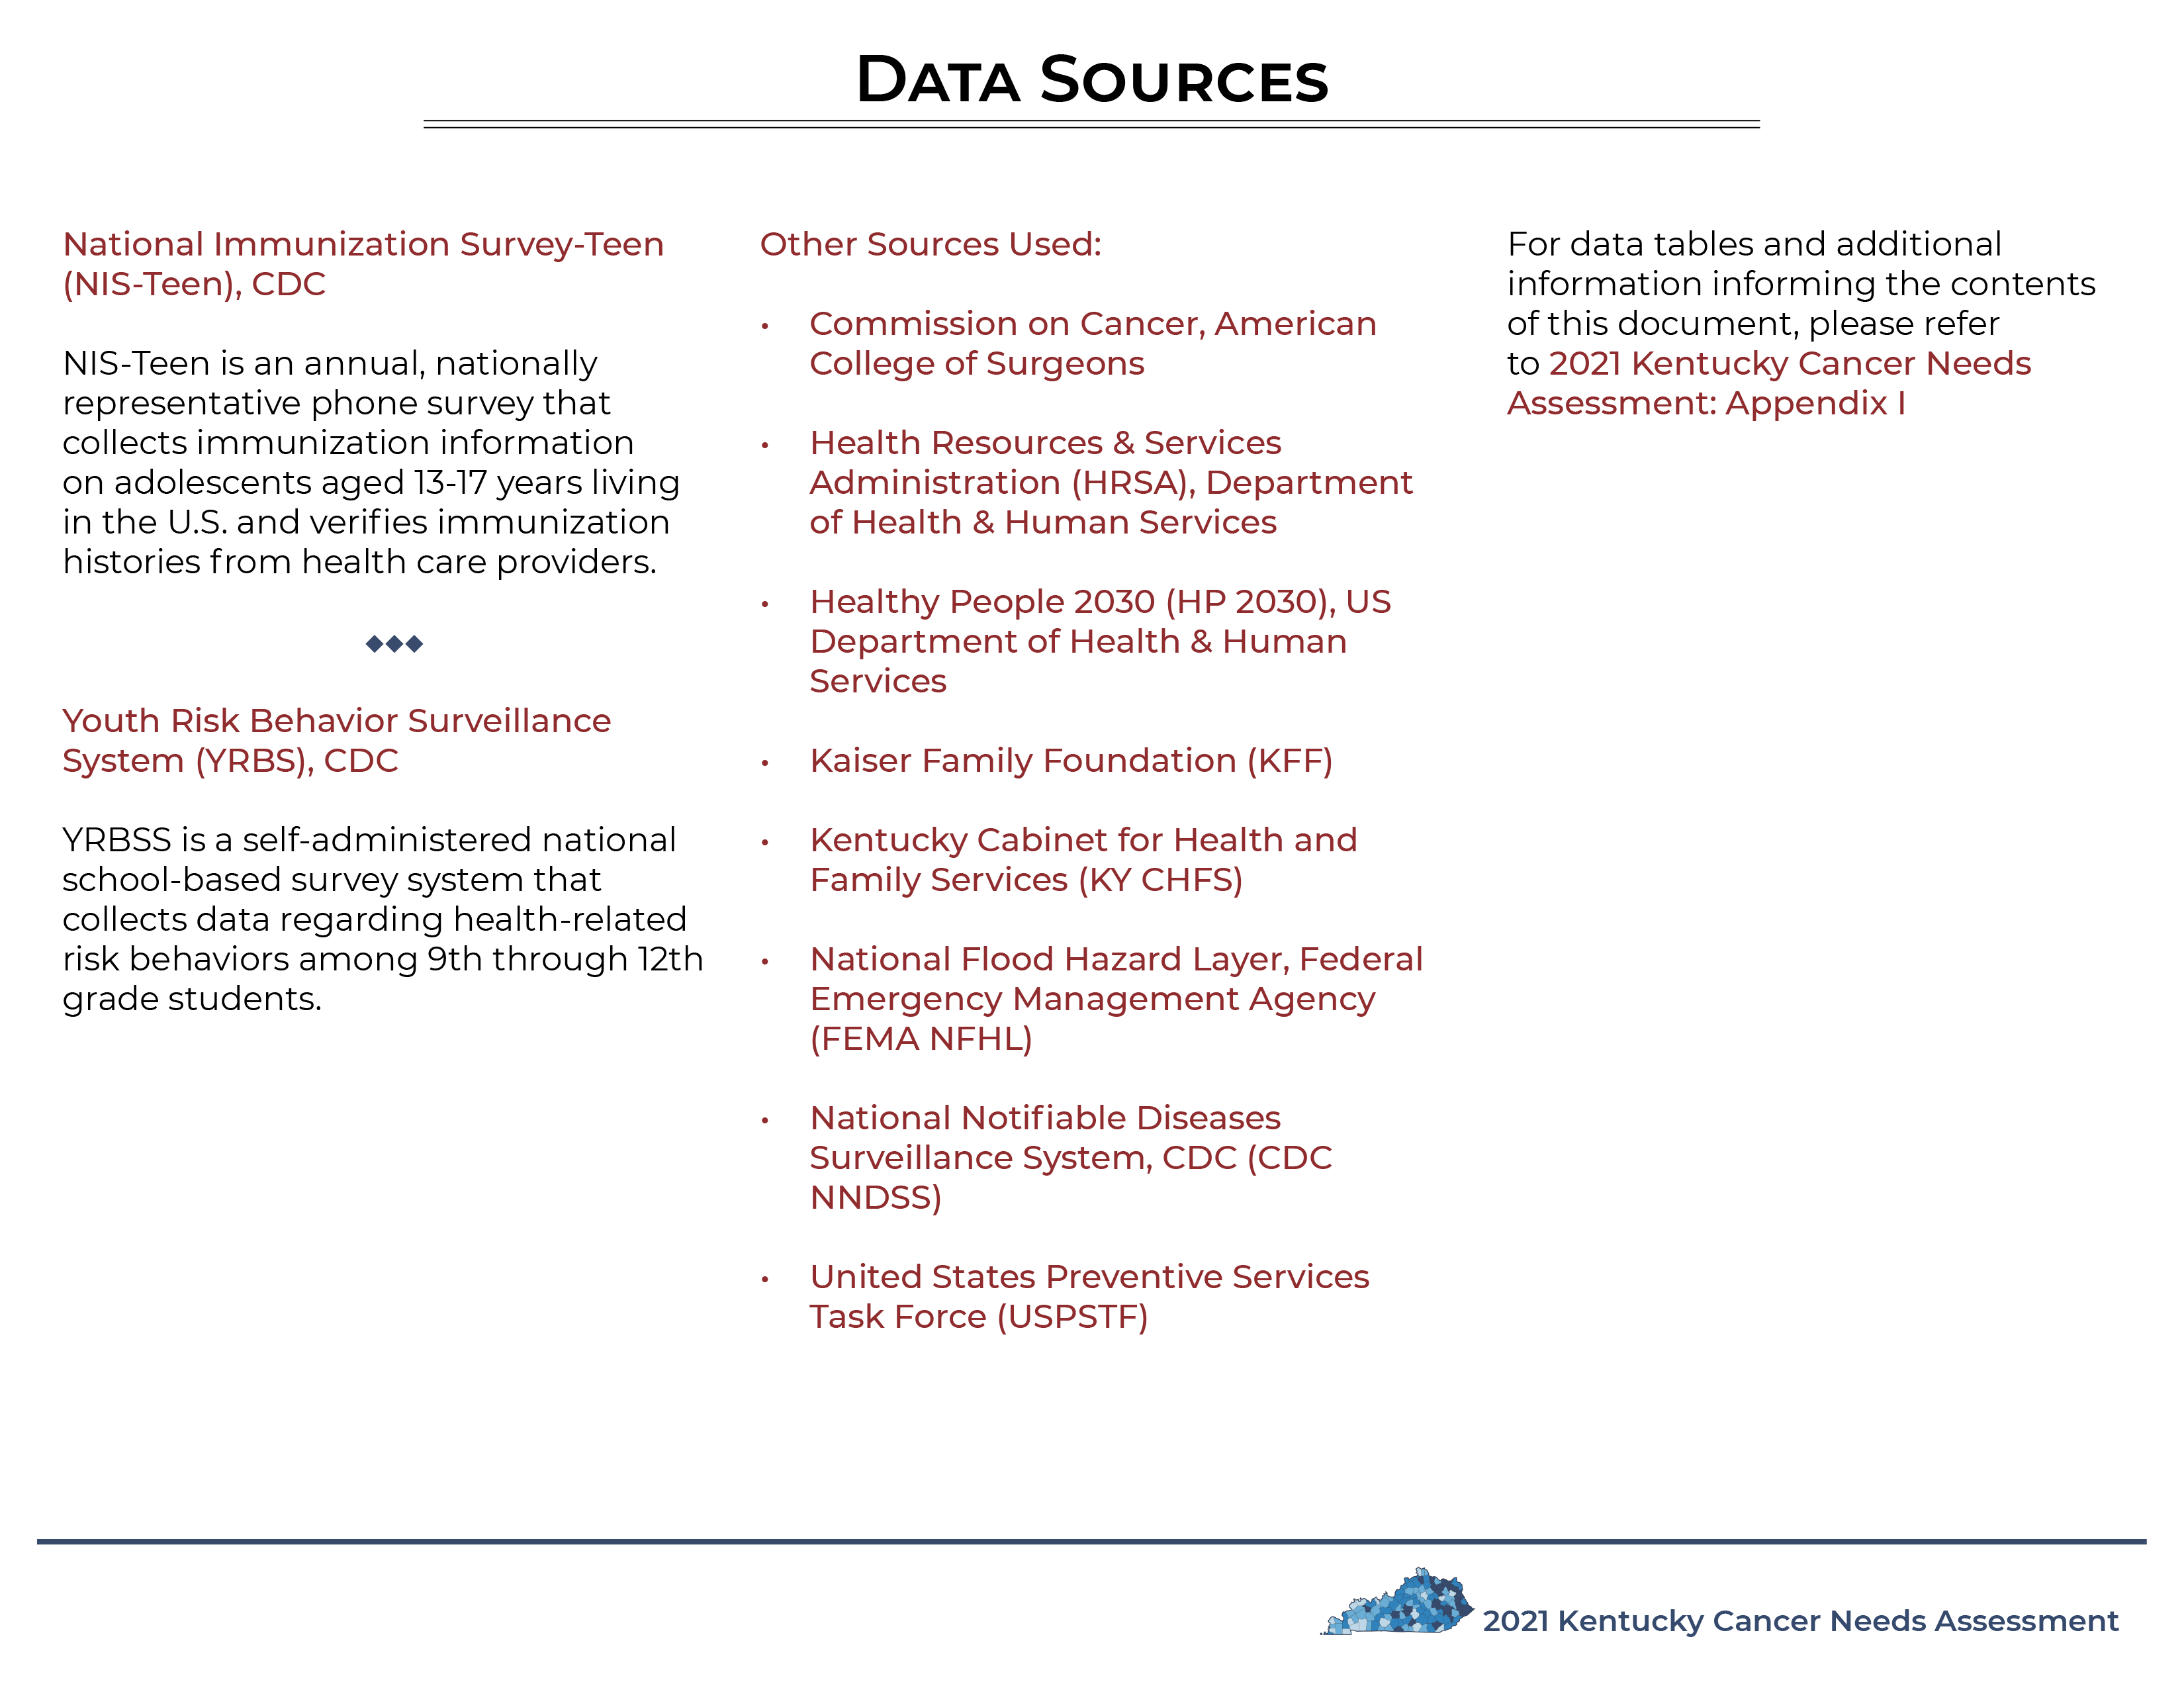 DATA SOURCES
National Immunization Survey-Teen
(NIS-Teen), CDC
NIS-Teen is an annual, nationally
representative phone survey that
collects immunization information
on adolescents aged 13-17 years living
in the U.S. and verifies immunization
histories from health care providers.
Youth Risk Behavior Surveillance
System (YRBS), CDC
YRBSS is a self-administered national
school-based survey system that
collects data regarding health-related
risk behaviors among 9th through 12th
grade students.
Other Sources Used:
• Commission on Cancer, American
College of Surgeons
• Health Resources & Services
Administration (HRSA), Department
of Health & Human Services
• Healthy People 2030 (HP 2030), US
Department of Health & Human
Services
• Kaiser Family Foundation (KFF)
• Kentucky Cabinet for Health and
Family Services (KY CHFS)
• National Flood Hazard Layer, Federal
Emergency Management Agency
(FEMA NFHL)
• National Notifiable Diseases
Surveillance System, CDC (CDC
NNDSS)
• United States Preventive Services
Task Force (USPSTF)
For data tables and additional
information informing the contents
of this document, please refer
to 2021 Kentucky Cancer Needs
Assessment: Appendix I
2021 Kentucky Cancer Needs Assessment